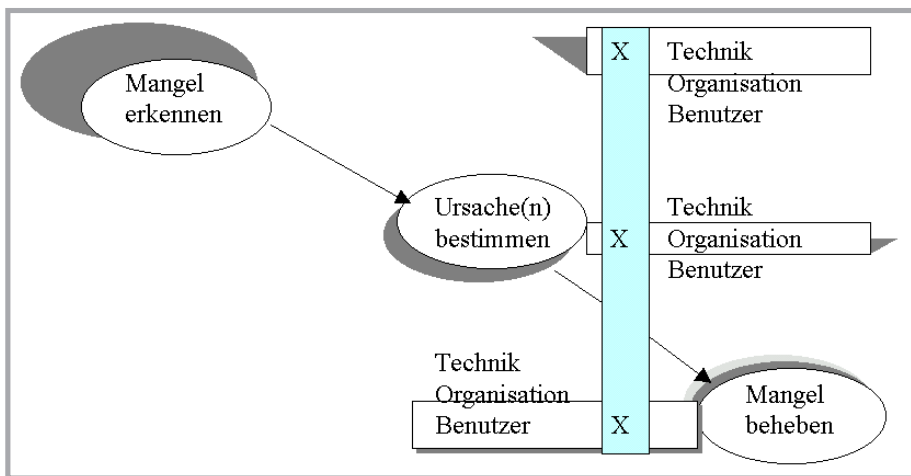 Mangel
erkennen
X
Technik
Organisation
Benutzer
Ursache(n)
bestimmen
X
Technik
Organisation
Benutzer
Technik
Organisation
Benutzer
X
Mangel
beheben